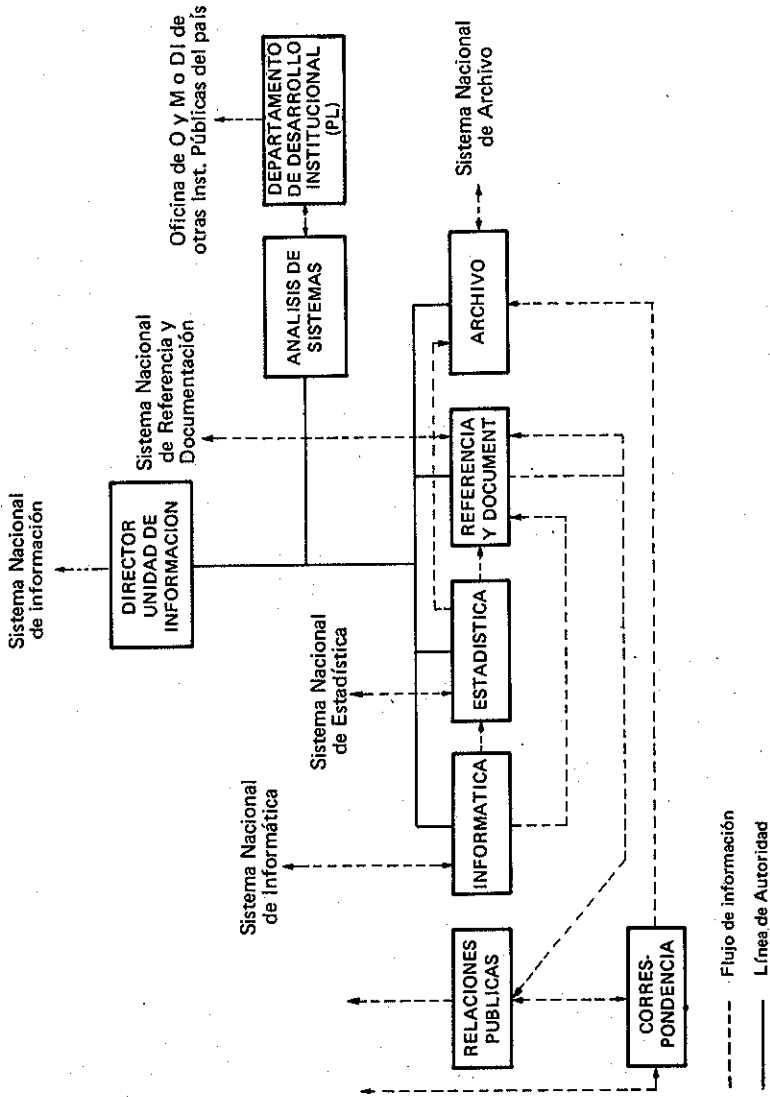 Sistema Nacional
de información
DIRECTOR
UNIDAD DE
INFORMACION
Oficina de O y M o DI de
otras Inst. Públicas del país
DEPARTAMENTO
DE DESARROLLO
INSTITUCIONAL
(PL)
ANALISIS DE
SISTEMAS
Sistema Nacional
de Referencia y
Documentación
Sistema Nacional
de Estadística
Sistema Nacional
de Informática
Sistema Nacional
de Archivo
INFORMATICA
ESTADISTICA
REFERENCIA
Y DOCUMENT
ARCHIVO
RELACIONES
PUBLICAS
CORRES-
PONDENCIA
Flujo de información
Línea de Autoridad